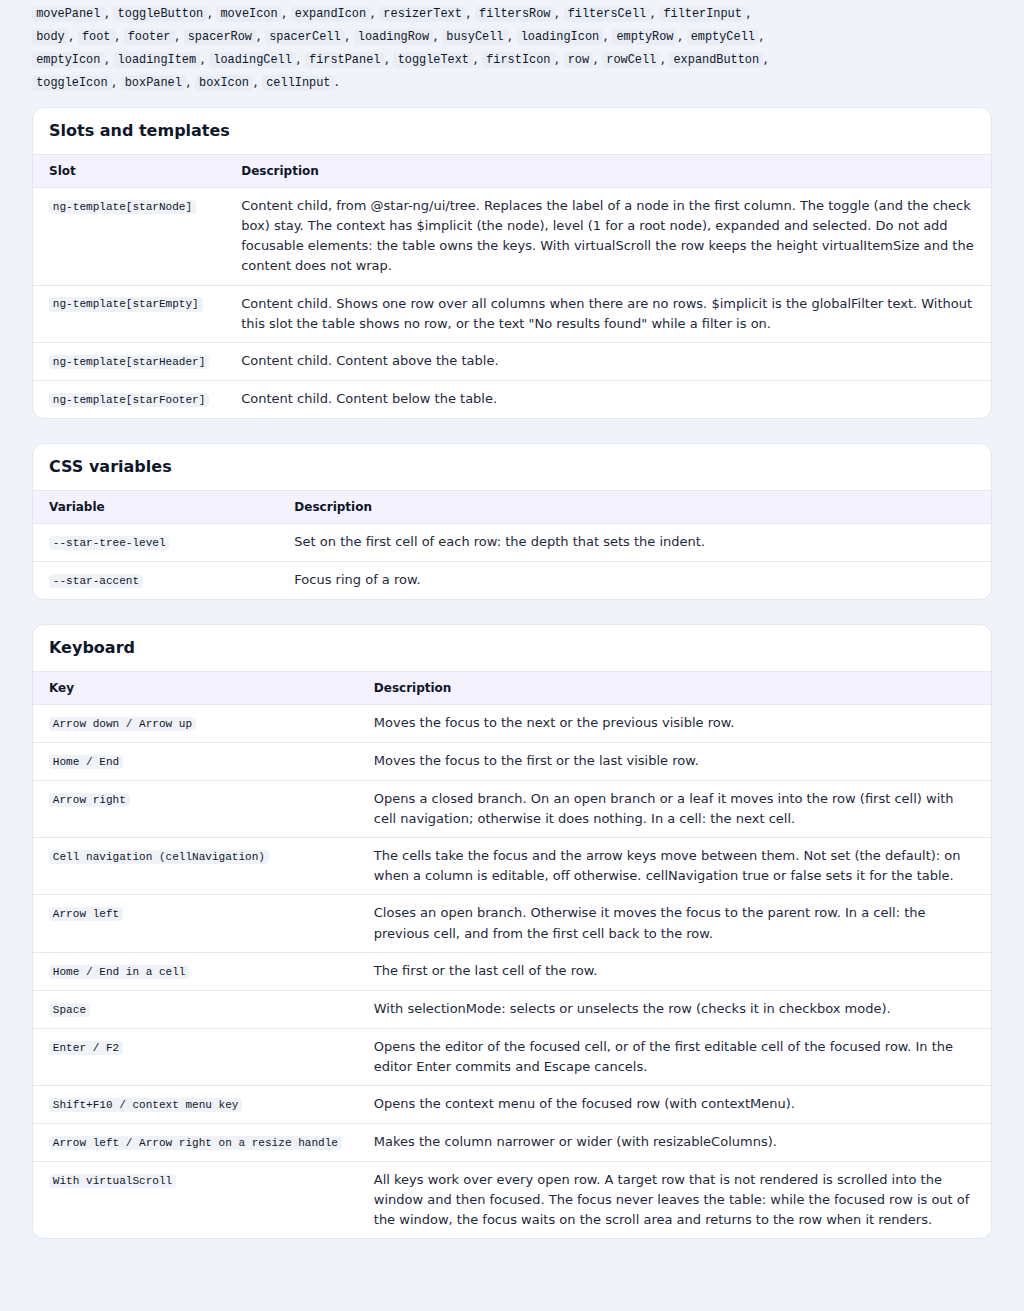 movePanel, toggleButton, moveIcon, expandIcon, resizerText, filtersRow, filtersCell, filterInput,
body, foot, footer, spacerRow, spacerCell, loadingRow, busyCell, loadingIcon, emptyRow, emptyCell,
emptyIcon, loadingItem, loadingCell, firstPanel, toggleText, firstIcon, row, rowCell, expandButton,
toggleIcon, boxPanel, boxIcon, cellInput.
Slots and templates
Slot Description
ng-template[starNode] Content child, from @star-ng/ui/tree. Replaces the label of a node in the first column. The toggle (and the check
box) stay. The context has $implicit (the node), level (1 for a root node), expanded and selected. Do not add
focusable elements: the table owns the keys. With virtualScroll the row keeps the height virtualItemSize and the
content does not wrap.
ng-template[starEmpty] Content child. Shows one row over all columns when there are no rows. $implicit is the globalFilter text. Without
this slot the table shows no row, or the text "No results found" while a filter is on.
ng-template[starHeader] Content child. Content above the table.
ng-template[starFooter] Content child. Content below the table.
CSS variables
Variable Description
--star-tree-level Set on the first cell of each row: the depth that sets the indent.
--star-accent Focus ring of a row.
Keyboard
Key Description
Arrow down / Arrow up Moves the focus to the next or the previous visible row.
Home / End Moves the focus to the first or the last visible row.
Arrow right Opens a closed branch. On an open branch or a leaf it moves into the row (first cell) with
cell navigation; otherwise it does nothing. In a cell: the next cell.
Cell navigation (cellNavigation) The cells take the focus and the arrow keys move between them. Not set (the default): on
when a column is editable, off otherwise. cellNavigation true or false sets it for the table.
Arrow left Closes an open branch. Otherwise it moves the focus to the parent row. In a cell: the
previous cell, and from the first cell back to the row.
Home / End in a cell The first or the last cell of the row.
Space With selectionMode: selects or unselects the row (checks it in checkbox mode).
Enter / F2 Opens the editor of the focused cell, or of the first editable cell of the focused row. In the
editor Enter commits and Escape cancels.
Shift+F10 / context menu key Opens the context menu of the focused row (with contextMenu).
Arrow left / Arrow right on a resize handle Makes the column narrower or wider (with resizableColumns).
With virtualScroll All keys work over every open row. A target row that is not rendered is scrolled into the
window and then focused. The focus never leaves the table: while the focused row is out of
the window, the focus waits on the scroll area and returns to the row when it renders.